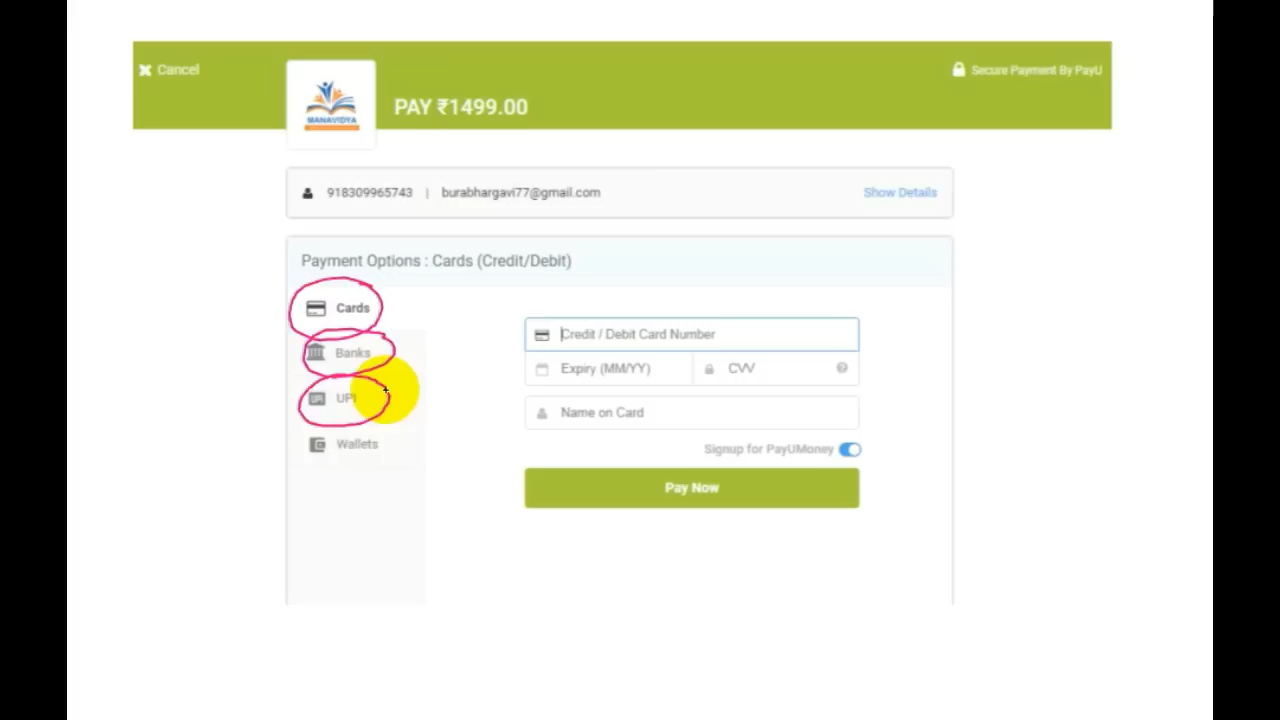 Cancel
Secure Payment By PayU
MANAVIDYA
PAY ₹1499.00
918309965743 | burabhargavi77@gmail.com
Show Details
Payment Options : Cards (Credit/Debit)
Cards
Banks
UPI
Wallets
Credit / Debit Card Number
Expiry (MM/YY)
CVV
Name on Card
Signup for PayUMoney
Pay Now